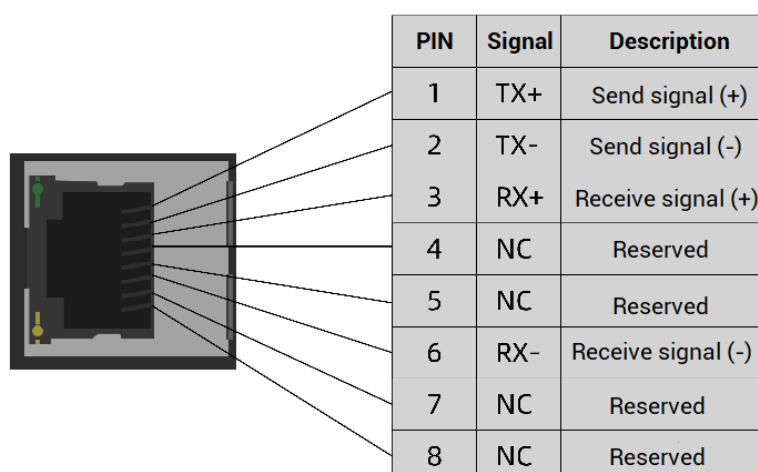 PIN Signal Description
1 TX+ Send signal (+)
2 TX- Send signal (-)
3 RX+ Receive signal (+)
4 NC Reserved
5 NC Reserved
6 RX- Receive signal (-)
7 NC Reserved
8 NC Reserved